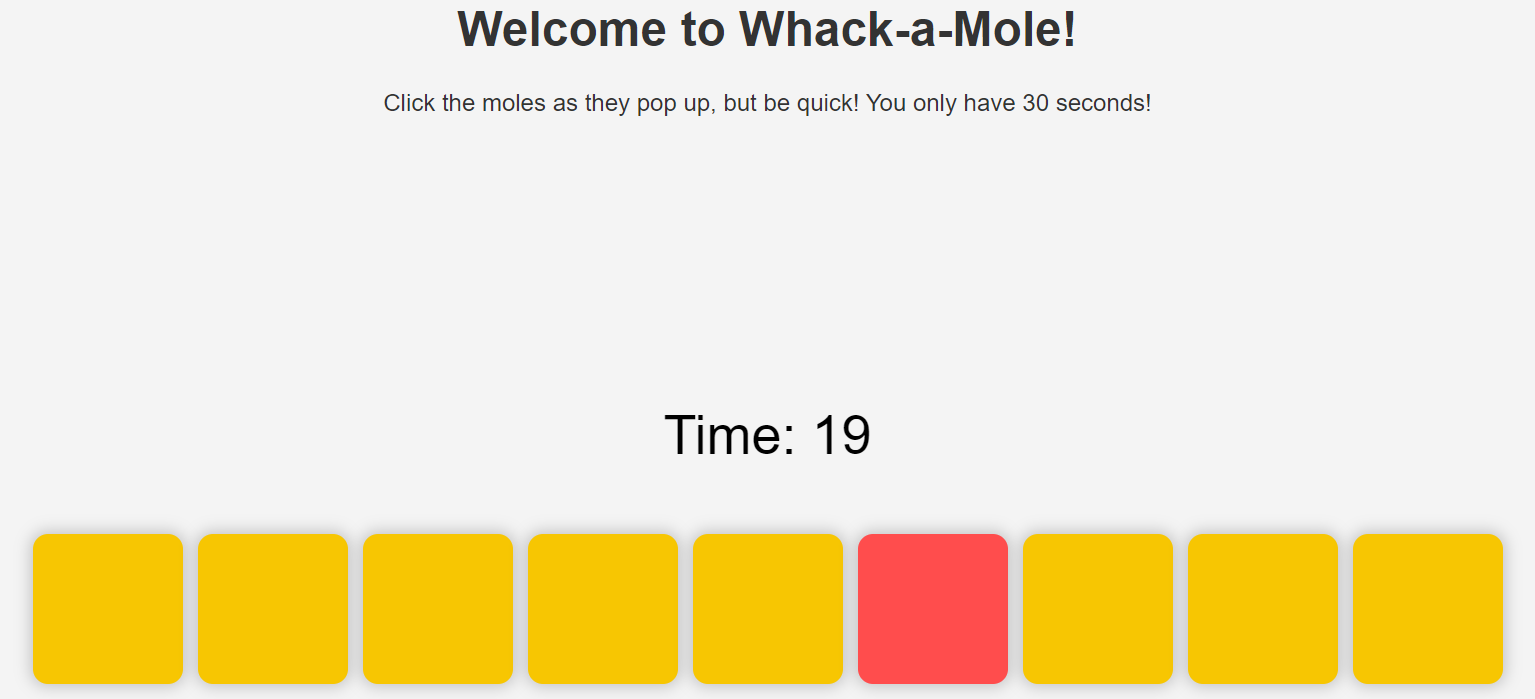 Welcome to Whack-a-Mole!
Click the moles as they pop up, but be quick! You only have 30 seconds!
Time: 19